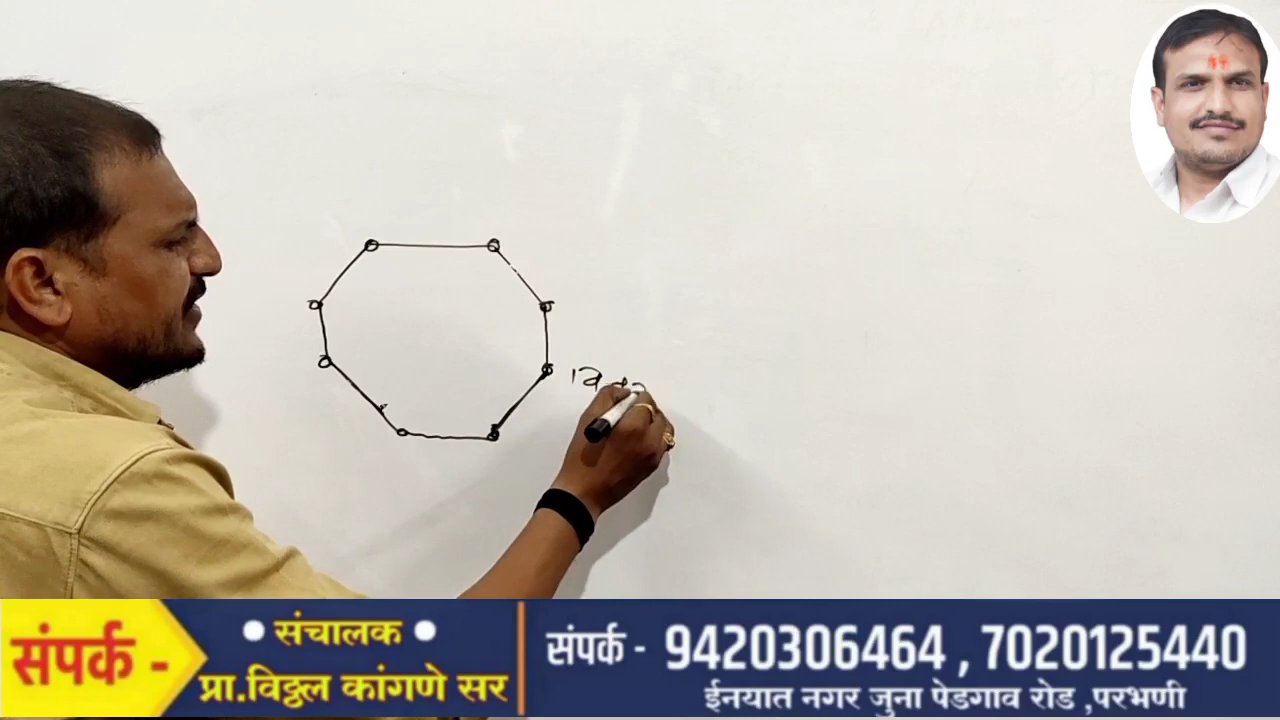 संपर्क -
संचालक
प्रा.विठ्ठल कांगणे सर
संपर्क - 9420306464 , 7020125440
ईनयात नगर जुना पेडगाव रोड ,परभणी